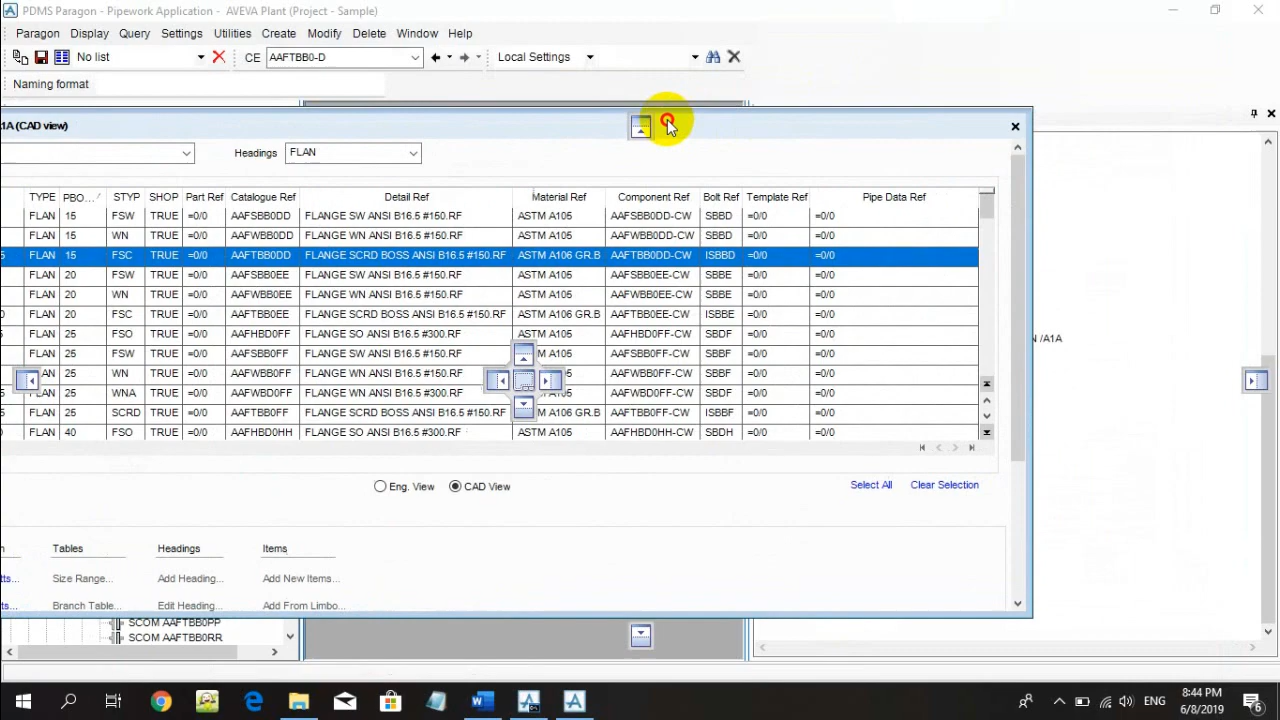 PDMS Paragon - Pipework Application - AVEVA Plant (Project - Sample)
Paragon Display Query Settings Utilities Create Modify Delete Window Help
No list CE AAFTBB0-D Local Settings
Naming format
1A (CAD view)
Headings FLAN
TYPE PBO... STYP SHOP Part Ref Catalogue Ref Detail Ref Material Ref Component Ref Bolt Ref Template Ref Pipe Data Ref
FLAN 15 FSW TRUE =0/0 AAFSBB0DD FLANGE SW ANSI B16.5 #150.RF ASTM A105 AAFSBB0DD-CW SBBD =0/0 =0/0
FLAN 15 WN TRUE =0/0 AAFWBB0DD FLANGE WN ANSI B16.5 #150.RF ASTM A105 AAFWBB0DD-CW SBBD =0/0 =0/0
5 FLAN 15 FSC TRUE =0/0 AAFTBB0DD FLANGE SCRD BOSS ANSI B16.5 #150.RF ASTM A106 GR.B AAFTBB0DD-CW ISBBD =0/0 =0/0
FLAN 20 FSW TRUE =0/0 AAFSBB0EE FLANGE SW ANSI B16.5 #150.RF ASTM A105 AAFSBB0EE-CW SBBE =0/0 =0/0
FLAN 20 WN TRUE =0/0 AAFWBB0EE FLANGE WN ANSI B16.5 #150.RF ASTM A105 AAFWBB0EE-CW SBBE =0/0 =0/0
0 FLAN 20 FSC TRUE =0/0 AAFTBB0EE FLANGE SCRD BOSS ANSI B16.5 #150.RF ASTM A106 GR.B AAFTBB0EE-CW ISBBE =0/0 =0/0
5 FLAN 25 FSO TRUE =0/0 AAFHBD0FF FLANGE SO ANSI B16.5 #300.RF ASTM A105 AAFHBD0FF-CW SBDF =0/0 =0/0
FLAN 25 FSW TRUE =0/0 AAFSBB0FF FLANGE SW ANSI B16.5 #150.RF M A105 AAFSBB0FF-CW SBBF =0/0 =0/0
N /A1A
AN 25 WN TRUE =0/0 AAFWBB0FF FLANGE WN ANSI B16.5 #150.RF AAFWBB0FF-CW SBBF =0/0 =0/0
FLAN 25 WNA TRUE =0/0 AAFWBD0FF FLANGE WN ANSI B16.5 #300.RF M A105 AAFWBD0FF-CW SBDF =0/0 =0/0
5 FLAN 25 SCRD TRUE =0/0 AAFTBB0FF FLANGE SCRD BOSS ANSI B16.5 #150.RF M A106 GR.B AAFTBB0FF-CW ISBBF =0/0 =0/0
0 FLAN 40 FSO TRUE =0/0 AAFHBD0HH FLANGE SO ANSI B16.5 #300.RF ASTM A105 AAFHBD0HH-CW SBDH =0/0 =0/0
Eng. View CAD View Select All Clear Selection
n Tables Headings Items
tts... Size Range... Add Heading... Add New Items...
ts... Branch Table... Edit Heading... Add From Limbo...
SCOM AAFTBB0PP
SCOM AAFTBB0RR
ENG 8:44 PM
6/8/2019 6